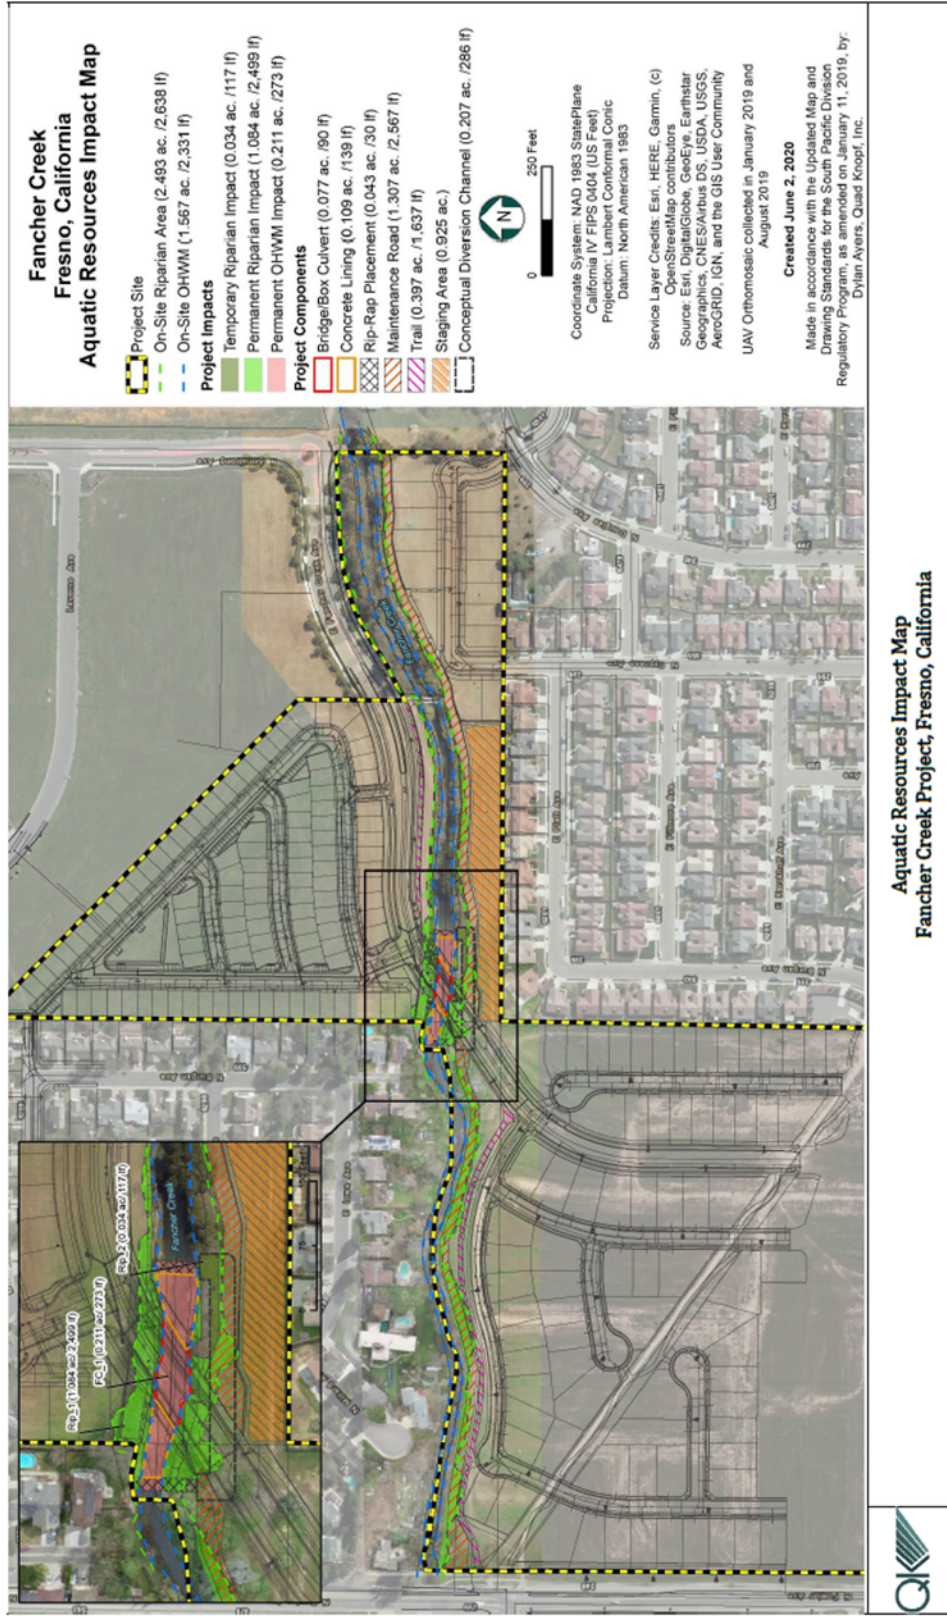 Fancher Creek
Fresno, California
Aquatic Resources Impact Map
Project Site
On-Site Riparian Area (2.493 ac. /2,638 lf)
On-Site OHWM (1.567 ac. /2,331 lf)
Project Impacts
Temporary Riparian Impact (0.034 ac. /117 lf)
Permanent Riparian Impact (1.084 ac. /2,499 lf)
Permanent OHWM Impact (0.211 ac. /273 lf)
Project Components
Bridge/Box Culvert (0.077 ac. /90 lf)
Concrete Lining (0.109 ac. /139 lf)
Rip-Rap Placement (0.043 ac. /30 lf)
Maintenance Road (1.307 ac. /2,567 lf)
Trail (0.397 ac. /1,637 lf)
Staging Area (0.925 ac.)
Conceptual Diversion Channel (0.207 ac. /286 lf)
N
0 250 Feet
Coordinate System: NAD 1983 StatePlane
California IV FIPS 0404 (US Feet)
Projection: Lambert Conformal Conic
Datum: North American 1983
Service Layer Credits: Esri, HERE, Garmin, (c)
OpenStreetMap contributors
Source: Esri, DigitalGlobe, GeoEye, Earthstar
Geographics, CNES/Airbus DS, USDA, USGS,
AeroGRID, IGN, and the GIS User Community
UAV Orthomosaic collected in January 2019 and
August 2019
Created June 2, 2020
Made in accordance with the Updated Map and
Drawing Standards for the South Pacific Division
Regulatory Program, as amended on January 11, 2019, by:
Dylan Ayers, Quad Knopf, Inc.
Rip_1 (1.084 ac/ 2,499 lf)
FC_1 (0.211 ac/ 273 lf)
Rip_2 (0.034 ac/ 117 lf)
Fancher Creek
Fancher Creek
E Fancher Creek Ave
N Burgan Ave
N Burgan Ave
QK
Aquatic Resources Impact Map
Fancher Creek Project, Fresno, California